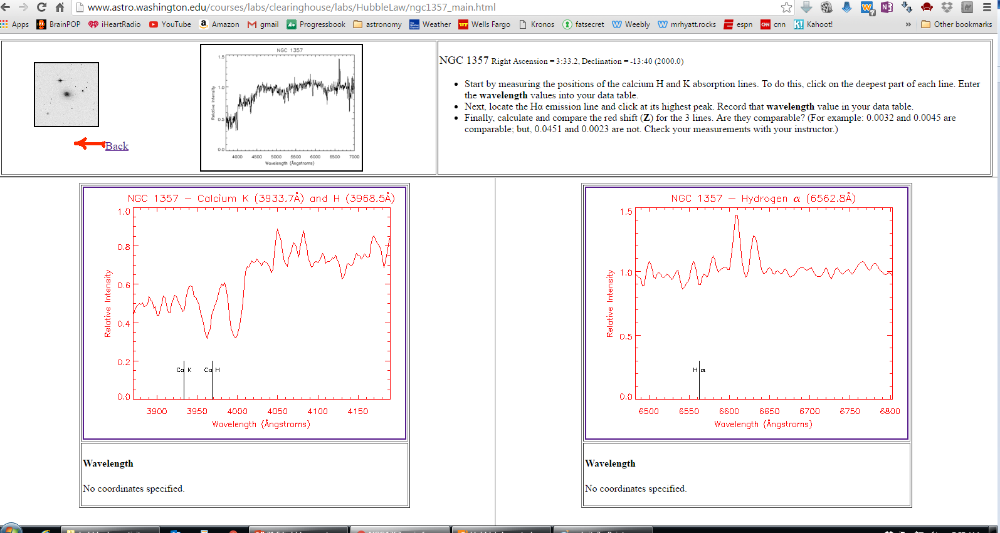 www.astro.washington.edu/courses/labs/clearinghouse/labs/HubbleLaw/ngc1357_main.html
Apps BrainPOP iHeartRadio YouTube Amazon gmail Progressbook astronomy Weather Wells Fargo Kronos fatsecret Weebly mrhyatt.rocks espn cnn Kahoot! » Other bookmarks
NGC 1357
1.5
1.0
0.5
0.0
Relative Intensity
4000 4500 5000 5500 6000 6500 7000
Wavelength (Ångstroms)
Back
NGC 1357 Right Ascension = 3:33.2, Declination = -13:40 (2000.0)
• Start by measuring the positions of the calcium H and K absorption lines. To do this, click on the deepest part of each line. Enter
the wavelength values into your data table.
• Next, locate the Hα emission line and click at its highest peak. Record that wavelength value in your data table.
• Finally, calculate and compare the red shift (Z) for the 3 lines. Are they comparable? (For example: 0.0032 and 0.0045 are
comparable; but, 0.0451 and 0.0023 are not. Check your measurements with your instructor.)
NGC 1357 – Calcium K (3933.7Å) and H (3968.5Å)
1.0
0.8
0.6
0.4
0.2
0.0
Relative Intensity
Ca K Ca H
3900 3950 4000 4050 4100 4150
Wavelength (Ångstroms)
Wavelength
No coordinates specified.
NGC 1357 – Hydrogen α (6562.8Å)
1.5
1.0
0.5
0.0
Relative Intensity
H α
6500 6550 6600 6650 6700 6750 6800
Wavelength (Ångstroms)
Wavelength
No coordinates specified.